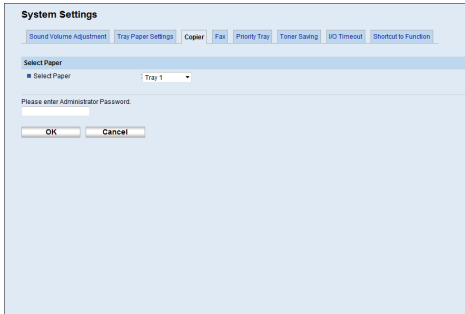 System Settings
Sound Volume Adjustment Tray Paper Settings Copier Fax Priority Tray Toner Saving I/O Timeout Shortcut to Function
Select Paper
Select Paper : Tray 1
Please enter Administrator Password.
OK Cancel